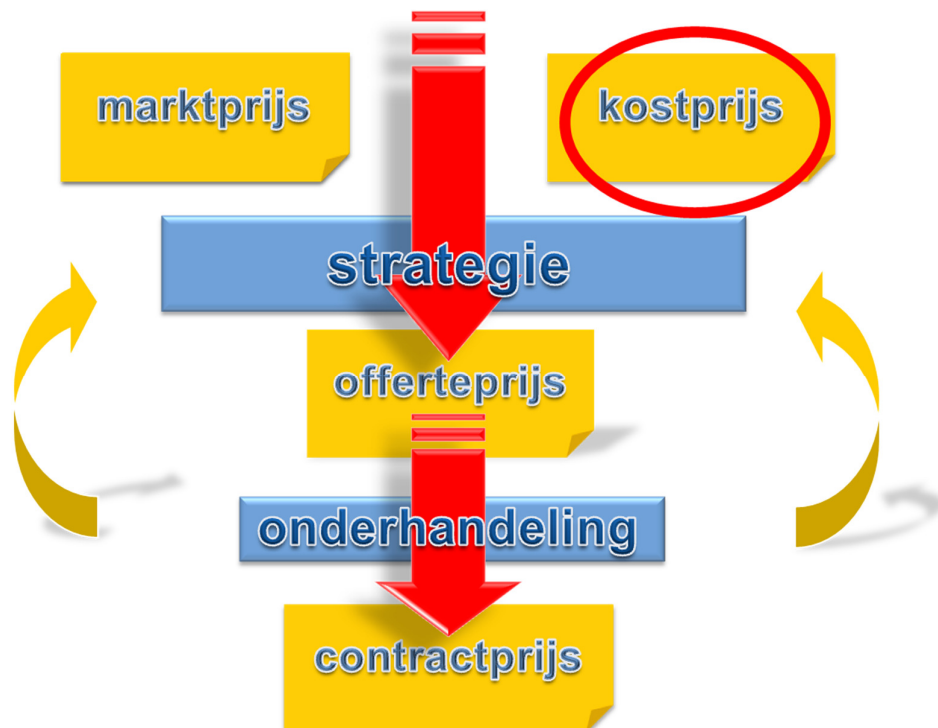 marktprijs
kostprijs
strategie
offerteprijs
onderhandeling
contractprijs